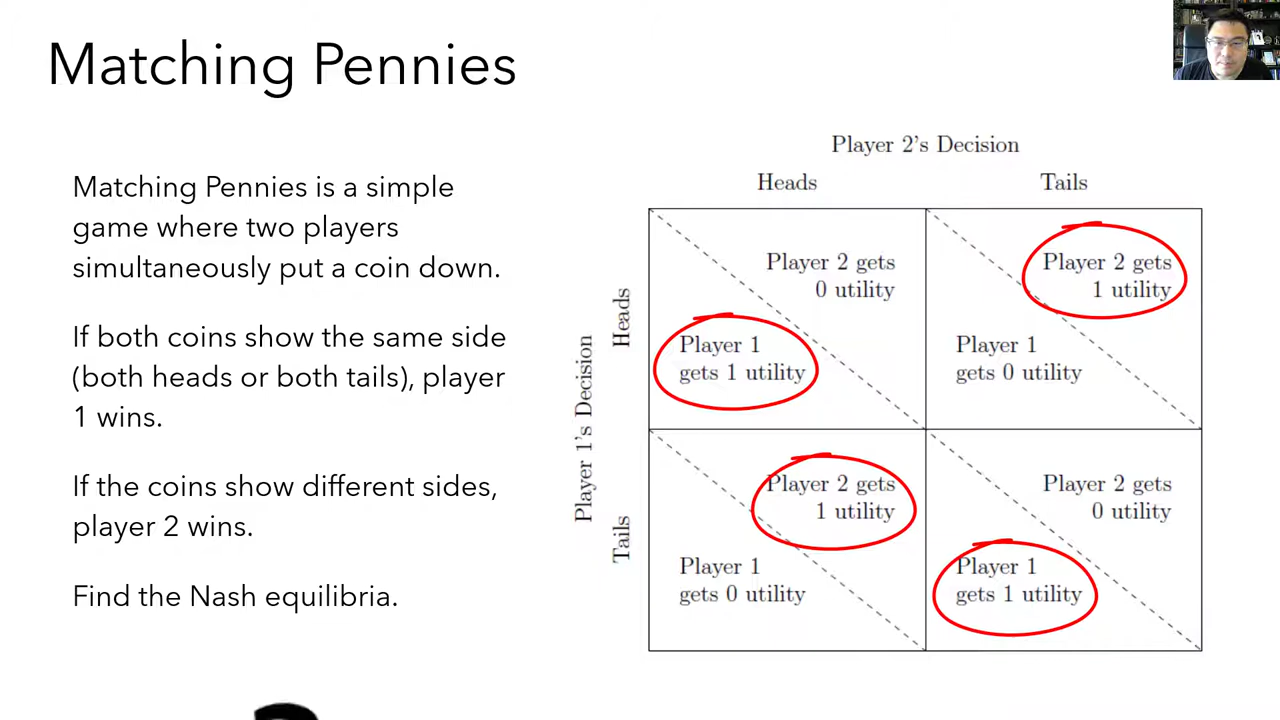 Matching Pennies
Matching Pennies is a simple
game where two players
simultaneously put a coin down.
If both coins show the same side
(both heads or both tails), player
1 wins.
If the coins show different sides,
player 2 wins.
Find the Nash equilibria.
Player 2's Decision
Heads
Tails
Player 1's Decision
Heads
Tails
Player 2 gets
0 utility
Player 1
gets 1 utility
Player 2 gets
1 utility
Player 1
gets 0 utility
Player 2 gets
1 utility
Player 1
gets 0 utility
Player 2 gets
0 utility
Player 1
gets 1 utility